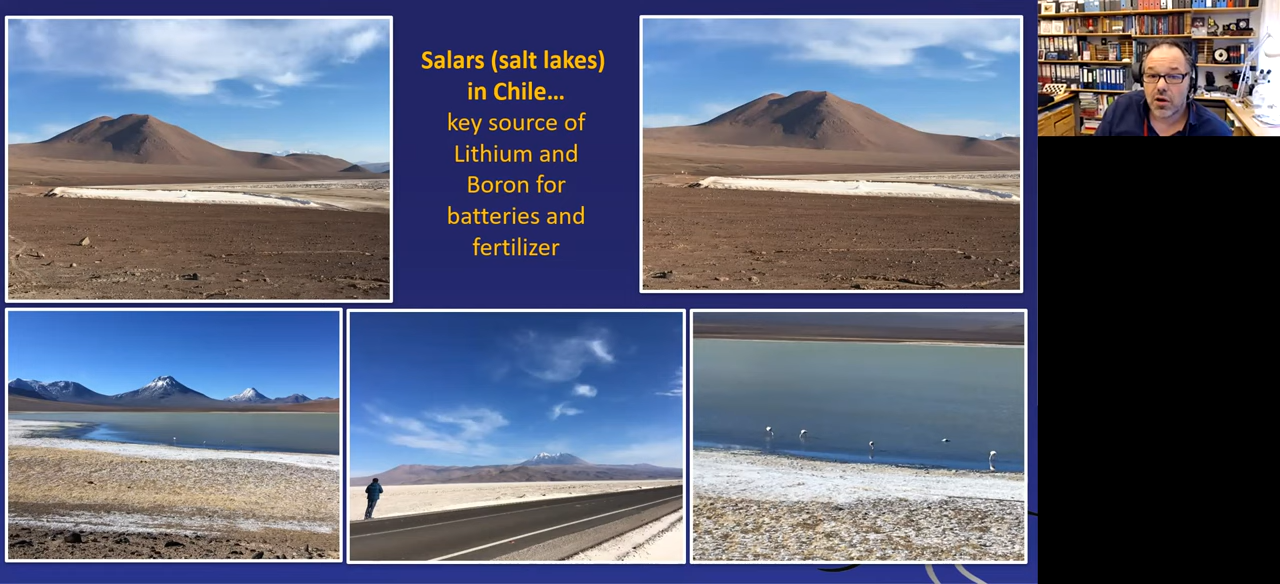 Salars (salt lakes)
in Chile…
key source of
Lithium and
Boron for
batteries and
fertilizer